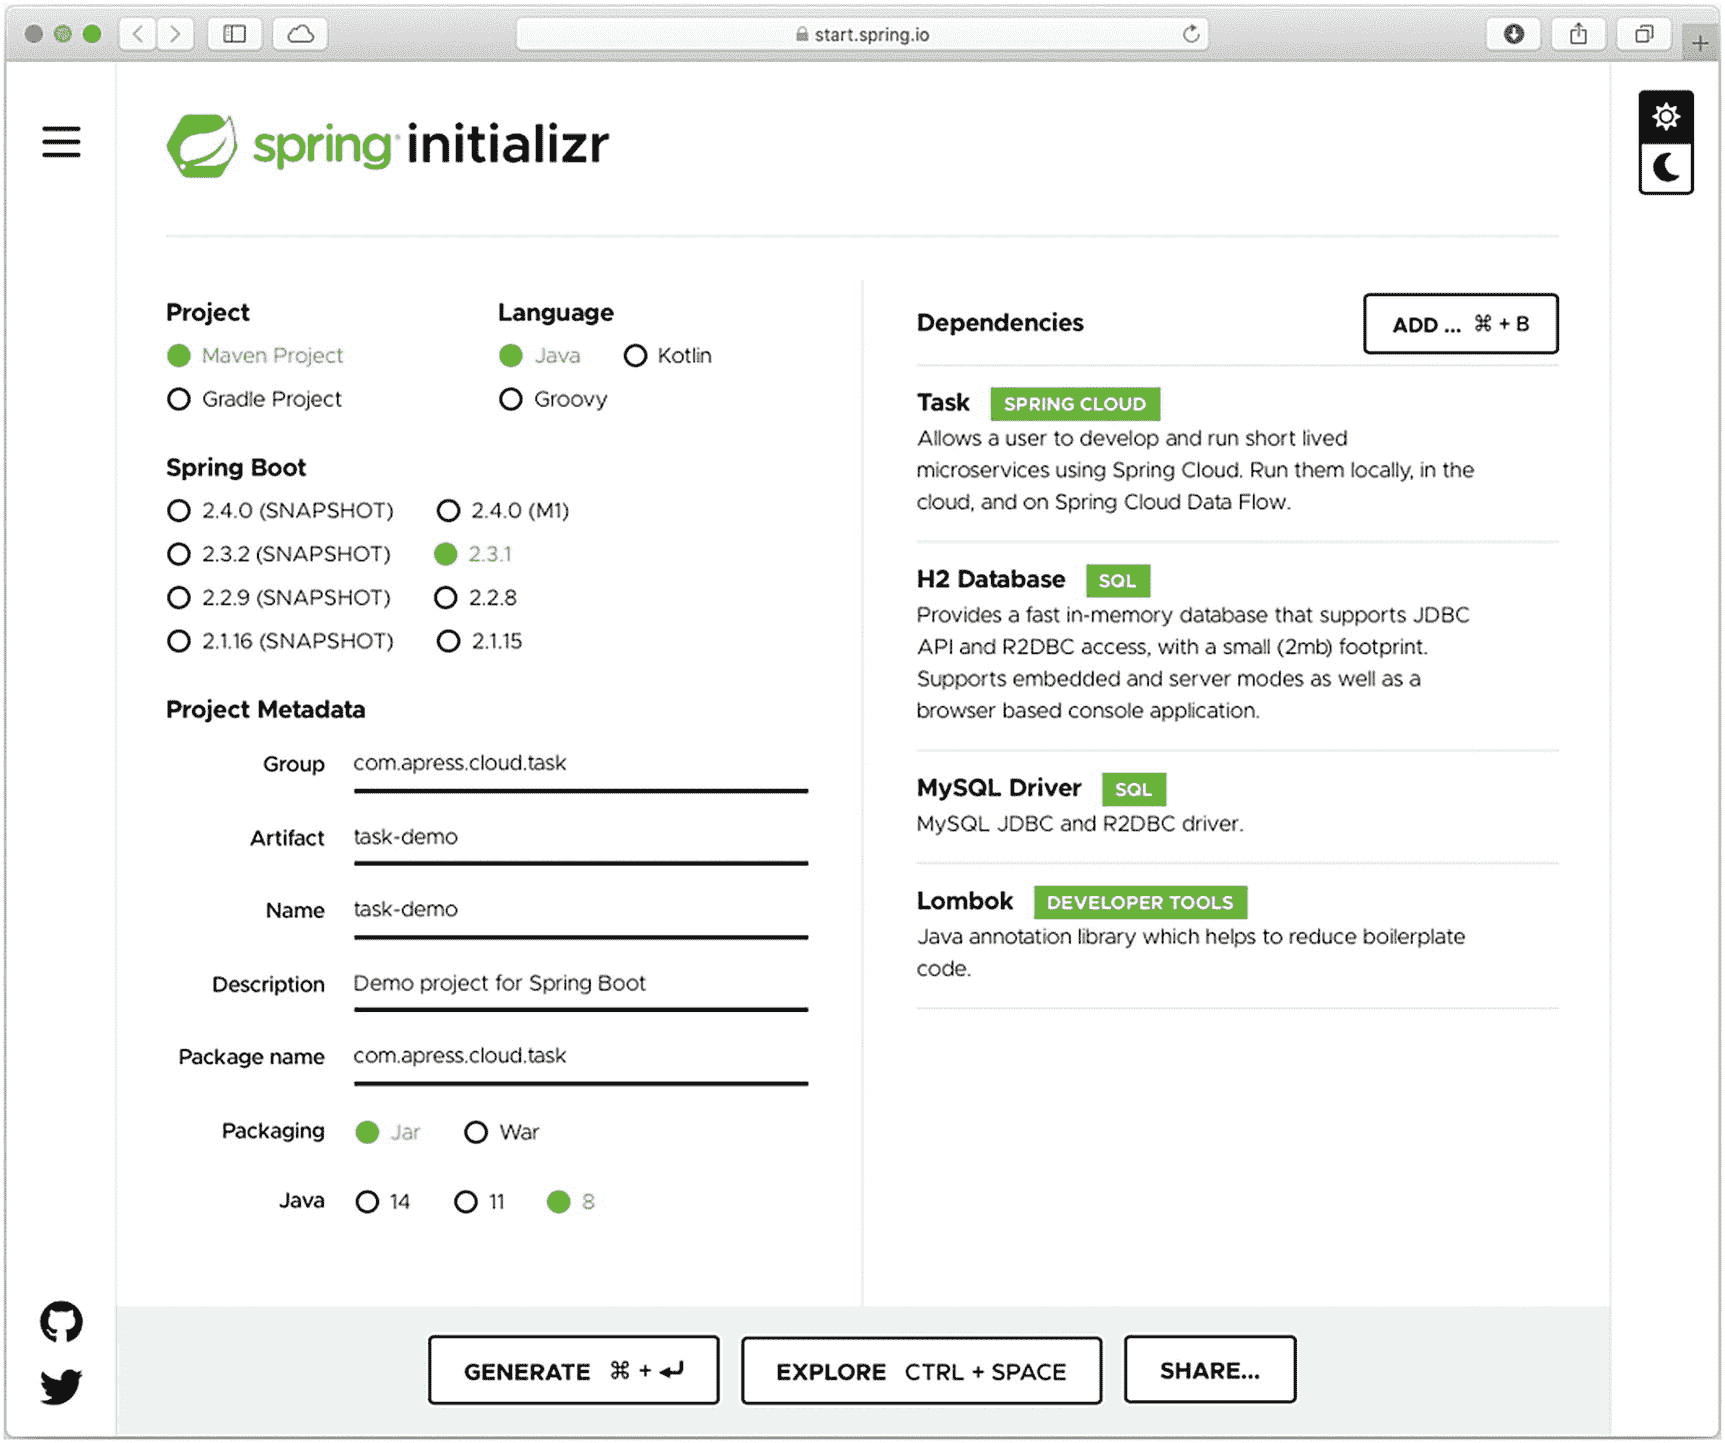 start.spring.io
spring initializr
Project
Maven Project
Gradle Project
Language
Java Kotlin
Groovy
Spring Boot
2.4.0 (SNAPSHOT) 2.4.0 (M1)
2.3.2 (SNAPSHOT) 2.3.1
2.2.9 (SNAPSHOT) 2.2.8
2.1.16 (SNAPSHOT) 2.1.15
Project Metadata
Group com.apress.cloud.task
Artifact task-demo
Name task-demo
Description Demo project for Spring Boot
Package name com.apress.cloud.task
Packaging Jar War
Java 14 11 8
Dependencies ADD ... ⌘ + B
Task SPRING CLOUD
Allows a user to develop and run short lived
microservices using Spring Cloud. Run them locally, in the
cloud, and on Spring Cloud Data Flow.
H2 Database SQL
Provides a fast in-memory database that supports JDBC
API and R2DBC access, with a small (2mb) footprint.
Supports embedded and server modes as well as a
browser based console application.
MySQL Driver SQL
MySQL JDBC and R2DBC driver.
Lombok DEVELOPER TOOLS
Java annotation library which helps to reduce boilerplate
code.
GENERATE ⌘ + ↵ EXPLORE CTRL + SPACE SHARE...